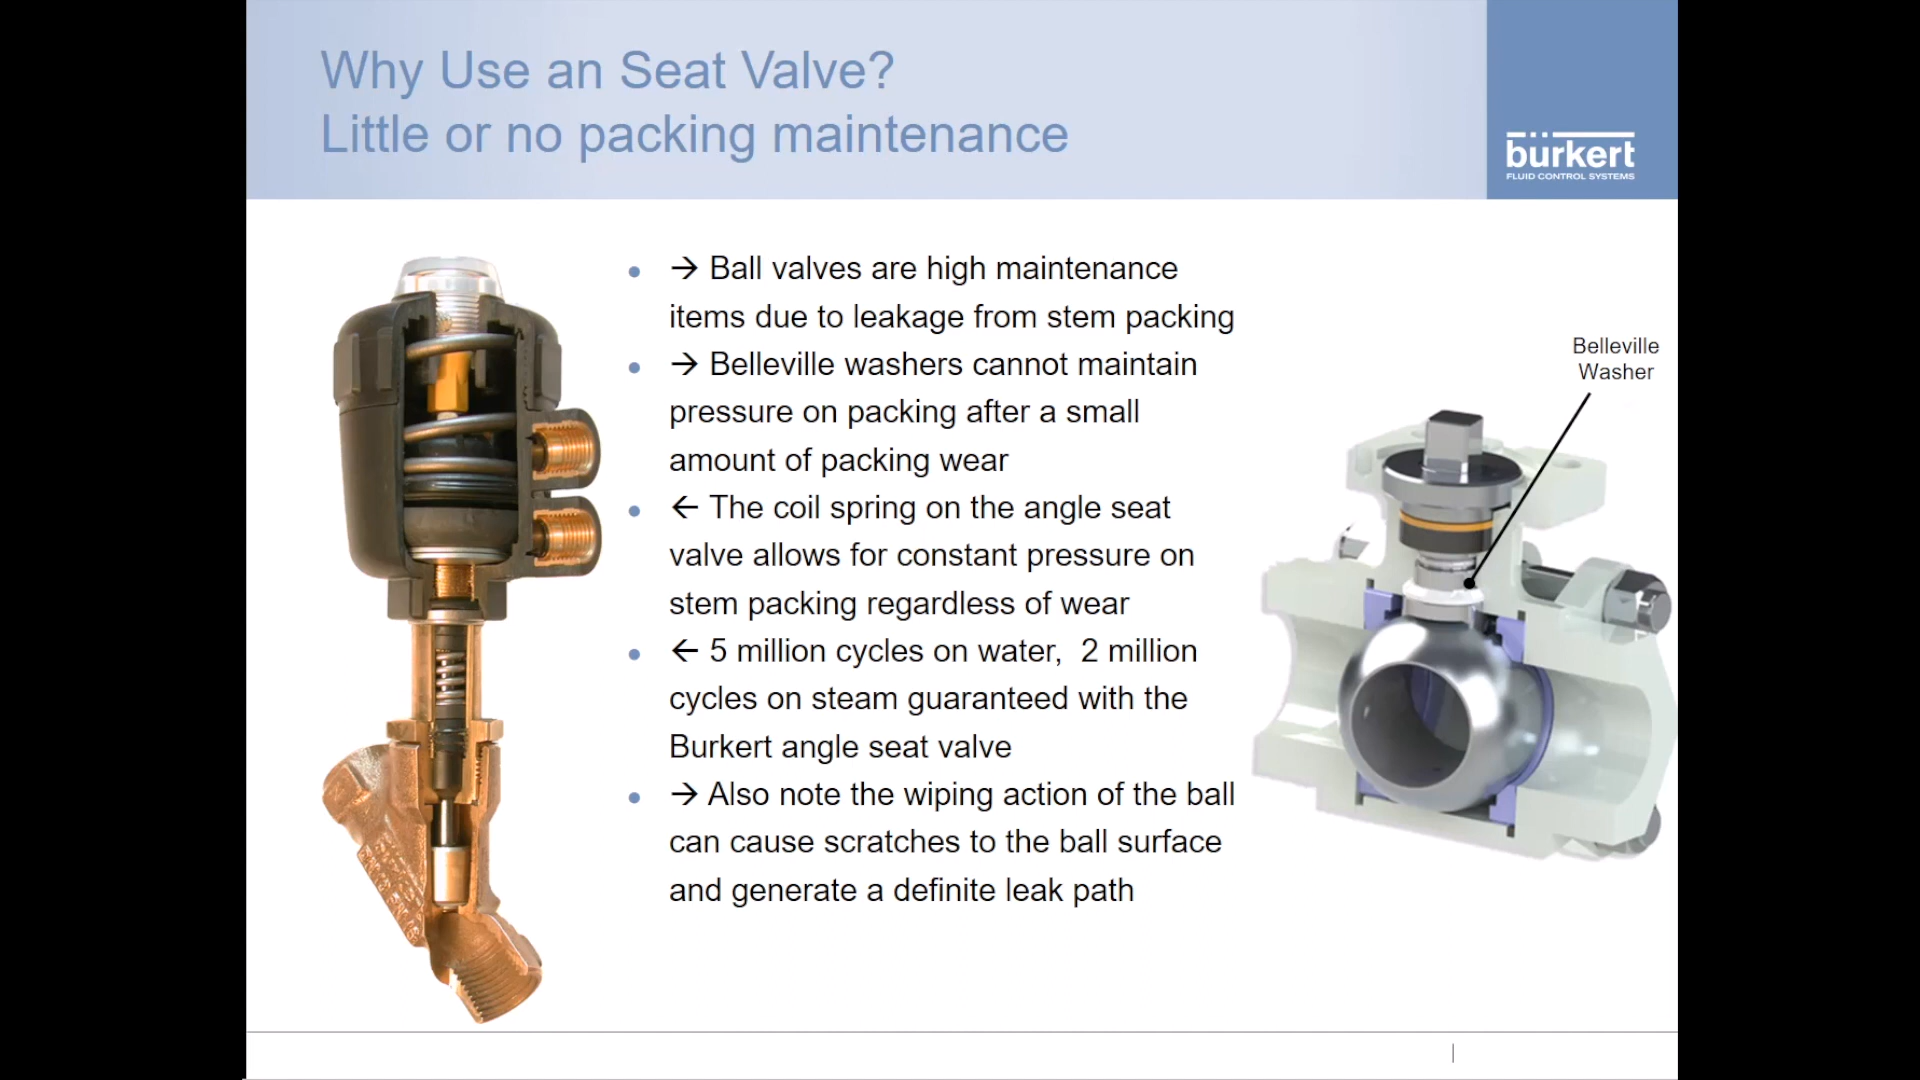 Why Use an Seat Valve?
Little or no packing maintenance
burkert
FLUID CONTROL SYSTEMS
• → Ball valves are high maintenance
items due to leakage from stem packing
• → Belleville washers cannot maintain
pressure on packing after a small
amount of packing wear
• ← The coil spring on the angle seat
valve allows for constant pressure on
stem packing regardless of wear
• ← 5 million cycles on water,  2 million
cycles on steam guaranteed with the
Burkert angle seat valve
• → Also note the wiping action of the ball
can cause scratches to the ball surface
and generate a definite leak path
Belleville
Washer